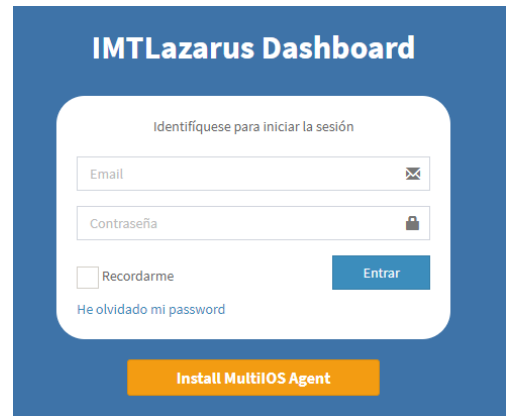 IMTLazarus Dashboard
Identifíquese para iniciar la sesión
Email
Contraseña
Recordarme
Entrar
He olvidado mi password
Install MultiIOS Agent